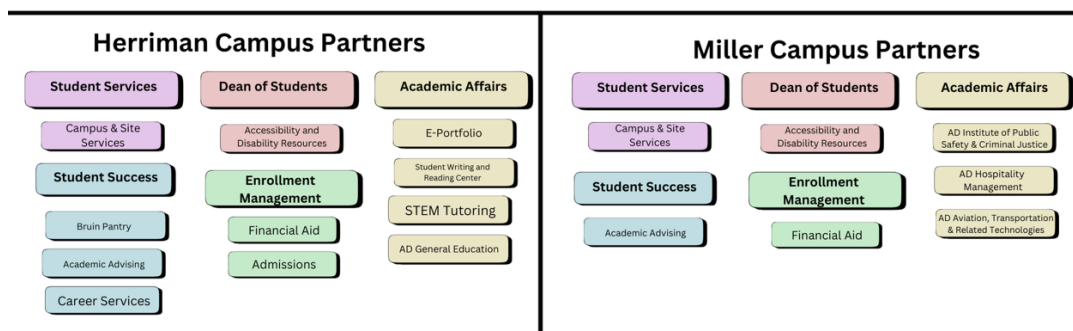 Herriman Campus Partners
Student Services
Campus & Site
Services
Student Success
Bruin Pantry
Academic Advising
Career Services
Dean of Students
Accessibility and
Disability Resources
Enrollment
Management
Financial Aid
Admissions
Academic Affairs
E-Portfolio
Student Writing and
Reading Center
STEM Tutoring
AD General Education
Miller Campus Partners
Student Services
Campus & Site
Services
Student Success
Academic Advising
Dean of Students
Accessibility and
Disability Resources
Enrollment
Management
Financial Aid
Academic Affairs
AD Institute of Public
Safety & Criminal Justice
AD Hospitality
Management
AD Aviation, Transportation
& Related Technologies